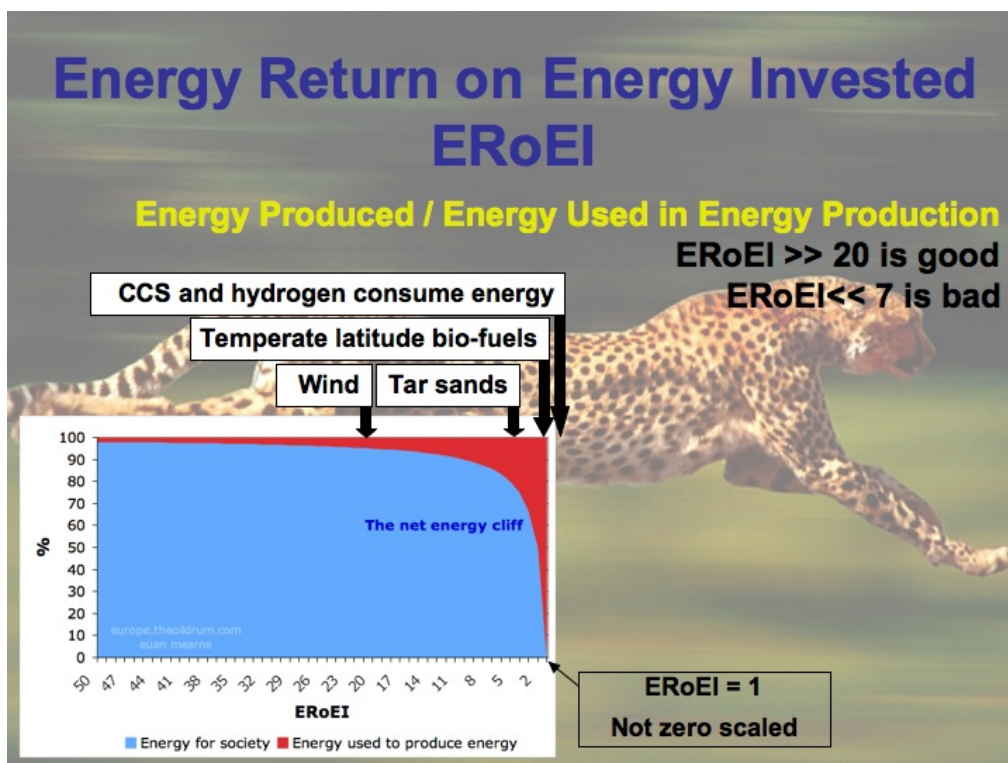 Energy Return on Energy Invested
ERoEI
Energy Produced / Energy Used in Energy Production
ERoEI >> 20 is good
ERoEI<< 7 is bad
CCS and hydrogen consume energy
Temperate latitude bio-fuels
Wind
Tar sands
100
90
80
70
60
50
40
30
20
10
0
%
The net energy cliff
europe.theoildrum.com
euan mearns
50 47 44 41 38 35 32 29 26 23 20 17 14 11 8 5 2
ERoEI
Energy for society Energy used to produce energy
ERoEI = 1
Not zero scaled